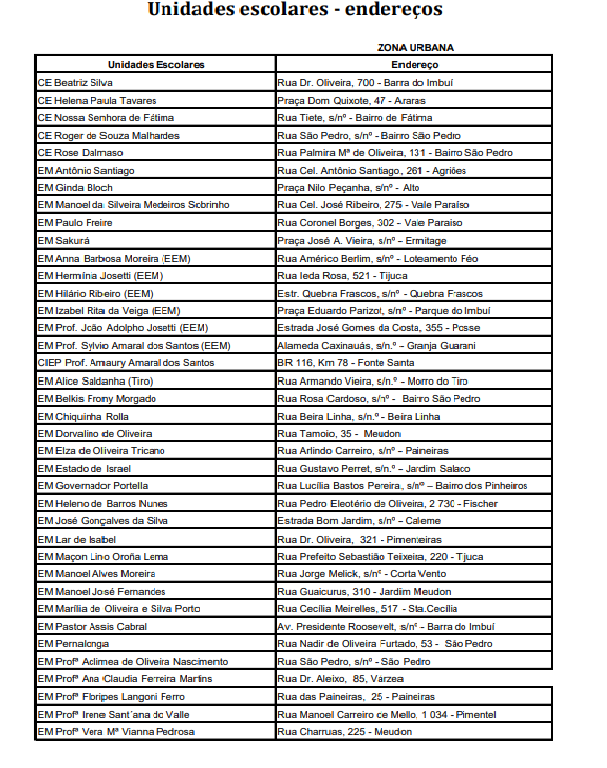 Unidades escolares - endereços
ZONA URBANA
Unidades Escolares Endereço
CE Beatriz Silva Rua Dr. Oliveira, 700 - Barra do Imbuí
CE Helena Paula Tavares Praça Dom Quixote, 47 - Araras
CE Nossa Senhora de Fátima Rua Tiete, s/nº - Bairro de Fátima
CE Roger de Souza Malhardes Rua São Pedro, s/nº - Bairro São Pedro
CE Rose Dalmaso Rua Palmira Mª de Oliveira, 131 - Bairro São Pedro
EM Antônio Santiago Rua Cel. Antônio Santiago, 261 - Agriões
EM Ginda Bloch Praça Nilo Peçanha, s/nº - Alto
EM Manoel da Silveira Medeiros Sobrinho Rua Cel. José Ribeiro, 275 - Vale Paraíso
EM Paulo Freire Rua Coronel Borges, 302 - Vale Paraiso
EM Sakurá Praça José A. Vieira, s/nº - Ermitage
EM Anna Barbosa Moreira (EEM) Rua Américo Berlim, s/nº - Loteamento Féo
EM Hermínia Josetti (EEM) Rua Ieda Rosa, 521 - Tijuca
EM Hilário Ribeiro (EEM) Estr. Quebra Frascos, s/nº - Quebra Frascos
EM Izabel Rita da Veiga (EEM) Praça Eduardo Parizot, s/nº - Parque do Imbuí
EM Prof. João Adolpho Josetti (EEM) Estrada José Gomes da Costa, 355 - Posse
EM Prof. Sylvio Amaral dos Santos (EEM) Allameda Caxinauás, s/n.º - Granja Guarani
CIEP Prof. Amaury Amaral dos Santos BR 116, Km 78 - Fonte Santa
EM Alice Saldanha (Tiro) Rua Armando Vieira, s/n.º - Morro do Tiro
EM Belkis Frony Morgado Rua Rosa Cardoso, s/nº - Bairro São Pedro
EM Chiquinha Rolla Rua Beira Linha, s/n.º - Beira Linha
EM Dorvalino de Oliveira Rua Tamoio, 35 - Meudon
EM Elza de Oliveira Tricano Rua Arlindo Carreiro, s/nº - Paineiras
EM Estado de Israel Rua Gustavo Perret, s/n.º - Jardim Salaco
EM Governador Portella Rua Lucília Bastos Pereira, s/nº - Bairro dos Pinheiros
EM Heleno de Barros Nunes Rua Pedro Eleotério de Oliveira, 2 730 - Fischer
EM José Gonçalves da Silva Estrada Bom Jardim, s/nº - Caleme
EM Lar de Isabel Rua Dr. Oliveira, 321 - Pimenteiras
EM Maçon Lino Oroña Lema Rua Prefeito Sebastião Teixeira, 220 - Tijuca
EM Manoel Alves Moreira Rua Jorge Melick, s/nº - Corta Vento
EM Manoel José Fernandes Rua Guaicurus, 310 - Jardiim Meudon
EM Marília de Oliveira e Silva Porto Rua Cecília Meirelles, 517 - Sta.Cecília
EM Pastor Assis Cabral Av. Presidente Roosevelt, s/nº - Barra do Imbuí
EM Pernalonga Rua Nadir de Oliveira Furtado, 53 - São Pedro
EM Profª Aclimea de Oliveira Nascimento Rua São Pedro, s/nº - São Pedro
EM Profª Ana Claudia Ferreira Martins Rua Dr. Aleixo, 85, Varzea
EM Profª Flbripes Langoni Ferro Rua das Paineiras, 25 - Paineiras
EM Profª Irene Sant'ana do Valle Rua Manoell Carreiro de Mello, 1 034 - Pimentel
EM Profª Vera Mª Vianna Pedrosa Rua Charruas, 225 - Meudon